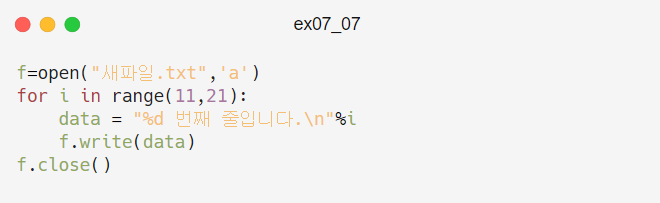 ex07_07
f=open("새파일.txt",'a')
for i in range(11,21):
    data = "%d 번째 줄입니다.\n"%i
    f.write(data)
f.close()